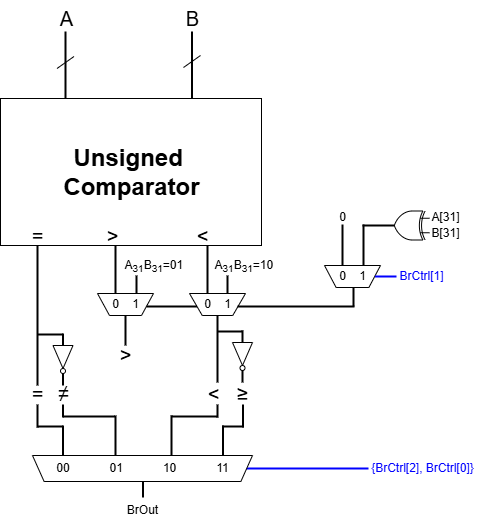 A B
Unsigned
Comparator
= > <
0 A[31]
B[31]
A31B31=01 A31B31=10
0 1 0 1 0 1 BrCtrl[1]
>
= ≠ < ≥
00 01 10 11 {BrCtrl[2], BrCtrl[0]}
BrOut